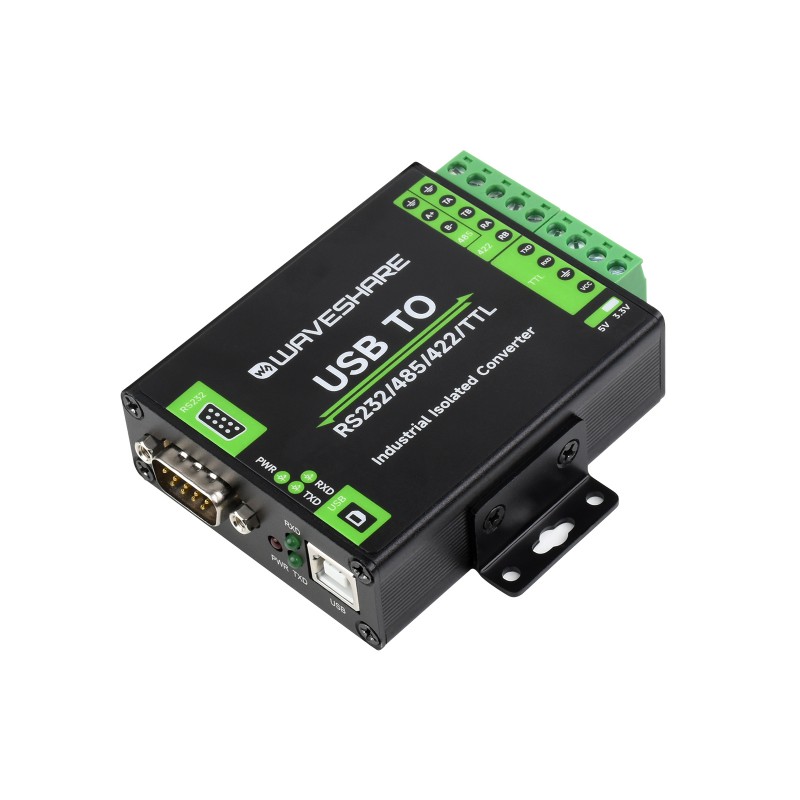 WAVESHARE
USB TO
RS232/485/422/TTL
Industrial Isolated Converter
TA
TB
A+
B-
RA
RB
485
422
TXD
RXD
TTL
VCC
5V
3.3V
RS232
PWR
RXD
TXD
USB
RXD
PWR
TXD
USB